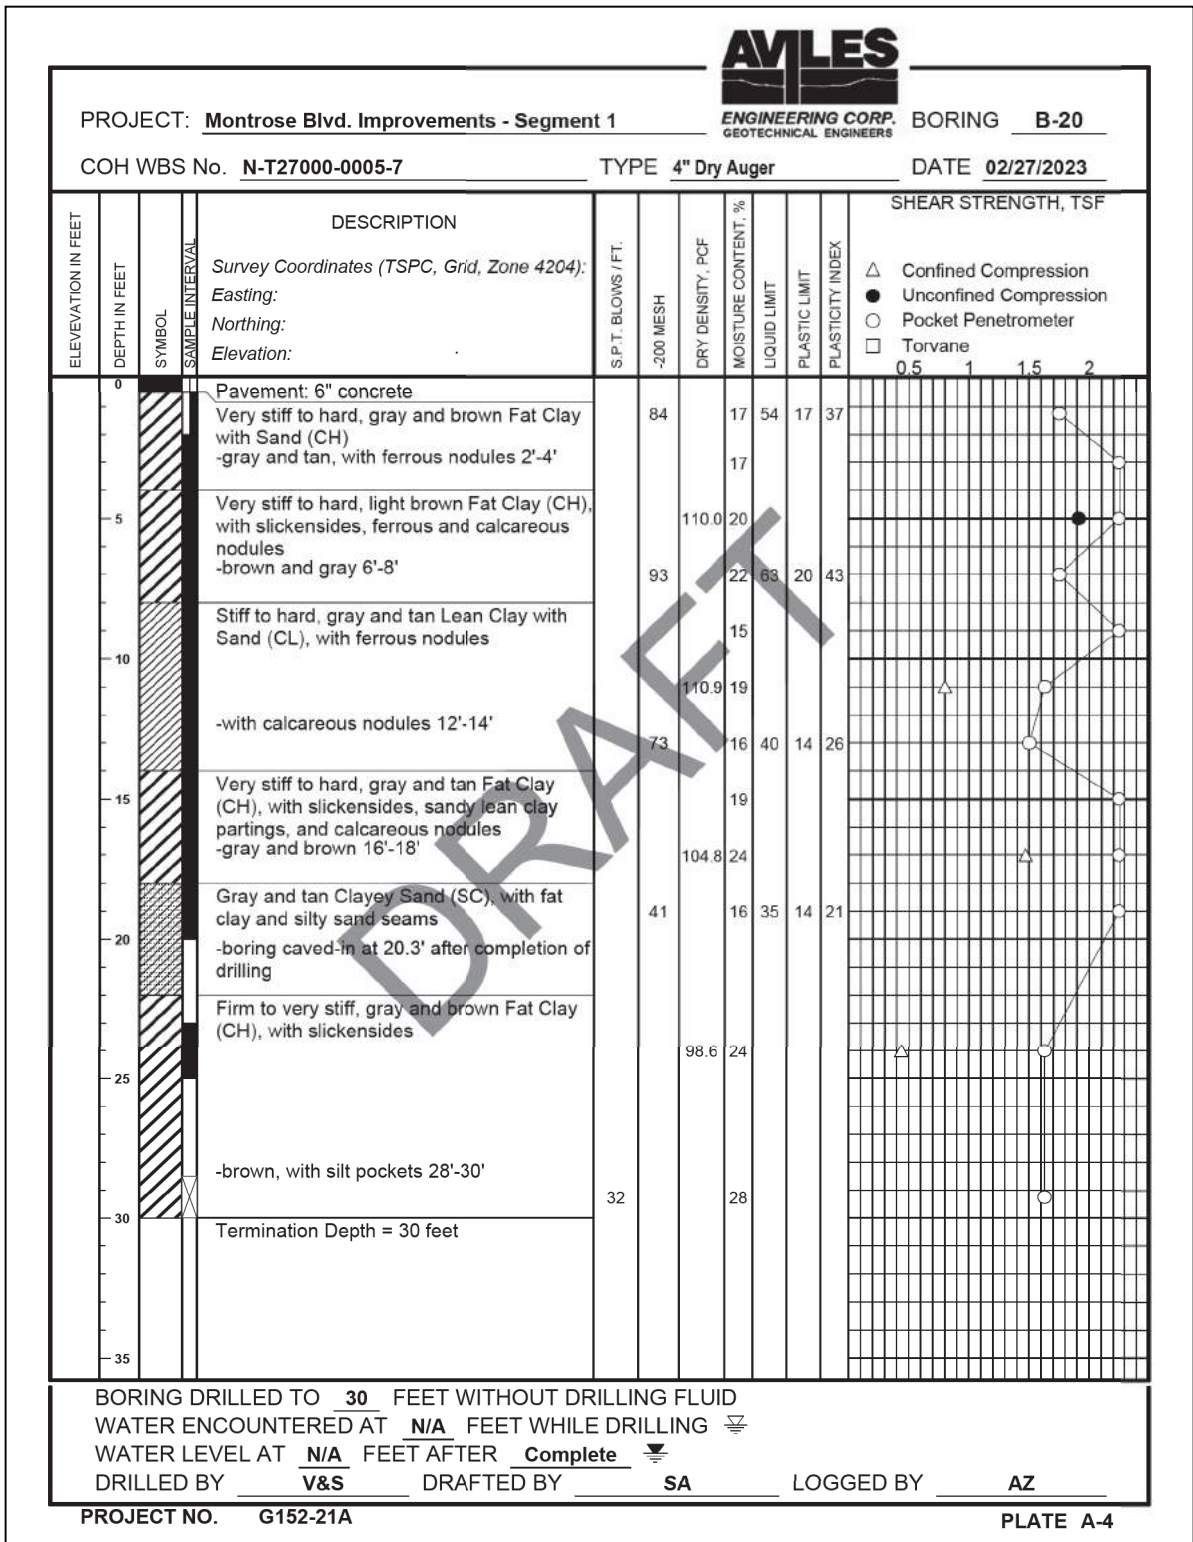 AVILES
ENGINEERING CORP.
GEOTECHNICAL ENGINEERS
PROJECT: Montrose Blvd. Improvements - Segment 1
BORING B-20
COH WBS No. N-T27000-0005-7
TYPE 4" Dry Auger
DATE 02/27/2023
ELEVEVATION IN FEET
DEPTH IN FEET
SYMBOL
SAMPLE INTERVAL
DESCRIPTION
Survey Coordinates (TSPC, Grid, Zone 4204):
Easting:
Northing:
Elevation:
S.P.T. BLOWS / FT.
-200 MESH
DRY DENSITY, PCF
MOISTURE CONTENT, %
LIQUID LIMIT
PLASTIC LIMIT
PLASTICITY INDEX
SHEAR STRENGTH, TSF
Confined Compression
Unconfined Compression
Pocket Penetrometer
Torvane
0.5 1 1.5 2
0
Pavement: 6" concrete
Very stiff to hard, gray and brown Fat Clay
with Sand (CH)
84 17 54 17 37
-gray and tan, with ferrous nodules 2'-4'
17
Very stiff to hard, light brown Fat Clay (CH),
with slickensides, ferrous and calcareous
nodules
5
110.0 20
-brown and gray 6'-8'
93 22 63 20 43
Stiff to hard, gray and tan Lean Clay with
Sand (CL), with ferrous nodules
15
10
110.9 19
-with calcareous nodules 12'-14'
73 16 40 14 26
Very stiff to hard, gray and tan Fat Clay
(CH), with slickensides, sandy lean clay
partings, and calcareous nodules
15
19
-gray and brown 16'-18'
104.8 24
Gray and tan Clayey Sand (SC), with fat
clay and silty sand seams
41 16 35 14 21
20
-boring caved-in at 20.3' after completion of
drilling
Firm to very stiff, gray and brown Fat Clay
(CH), with slickensides
98.6 24
25
-brown, with silt pockets 28'-30'
32 28
30
Termination Depth = 30 feet
35
DRAFT
BORING DRILLED TO 30 FEET WITHOUT DRILLING FLUID
WATER ENCOUNTERED AT N/A FEET WHILE DRILLING
WATER LEVEL AT N/A FEET AFTER Complete
DRILLED BY V&S DRAFTED BY SA LOGGED BY AZ
PROJECT NO. G152-21A
PLATE A-4